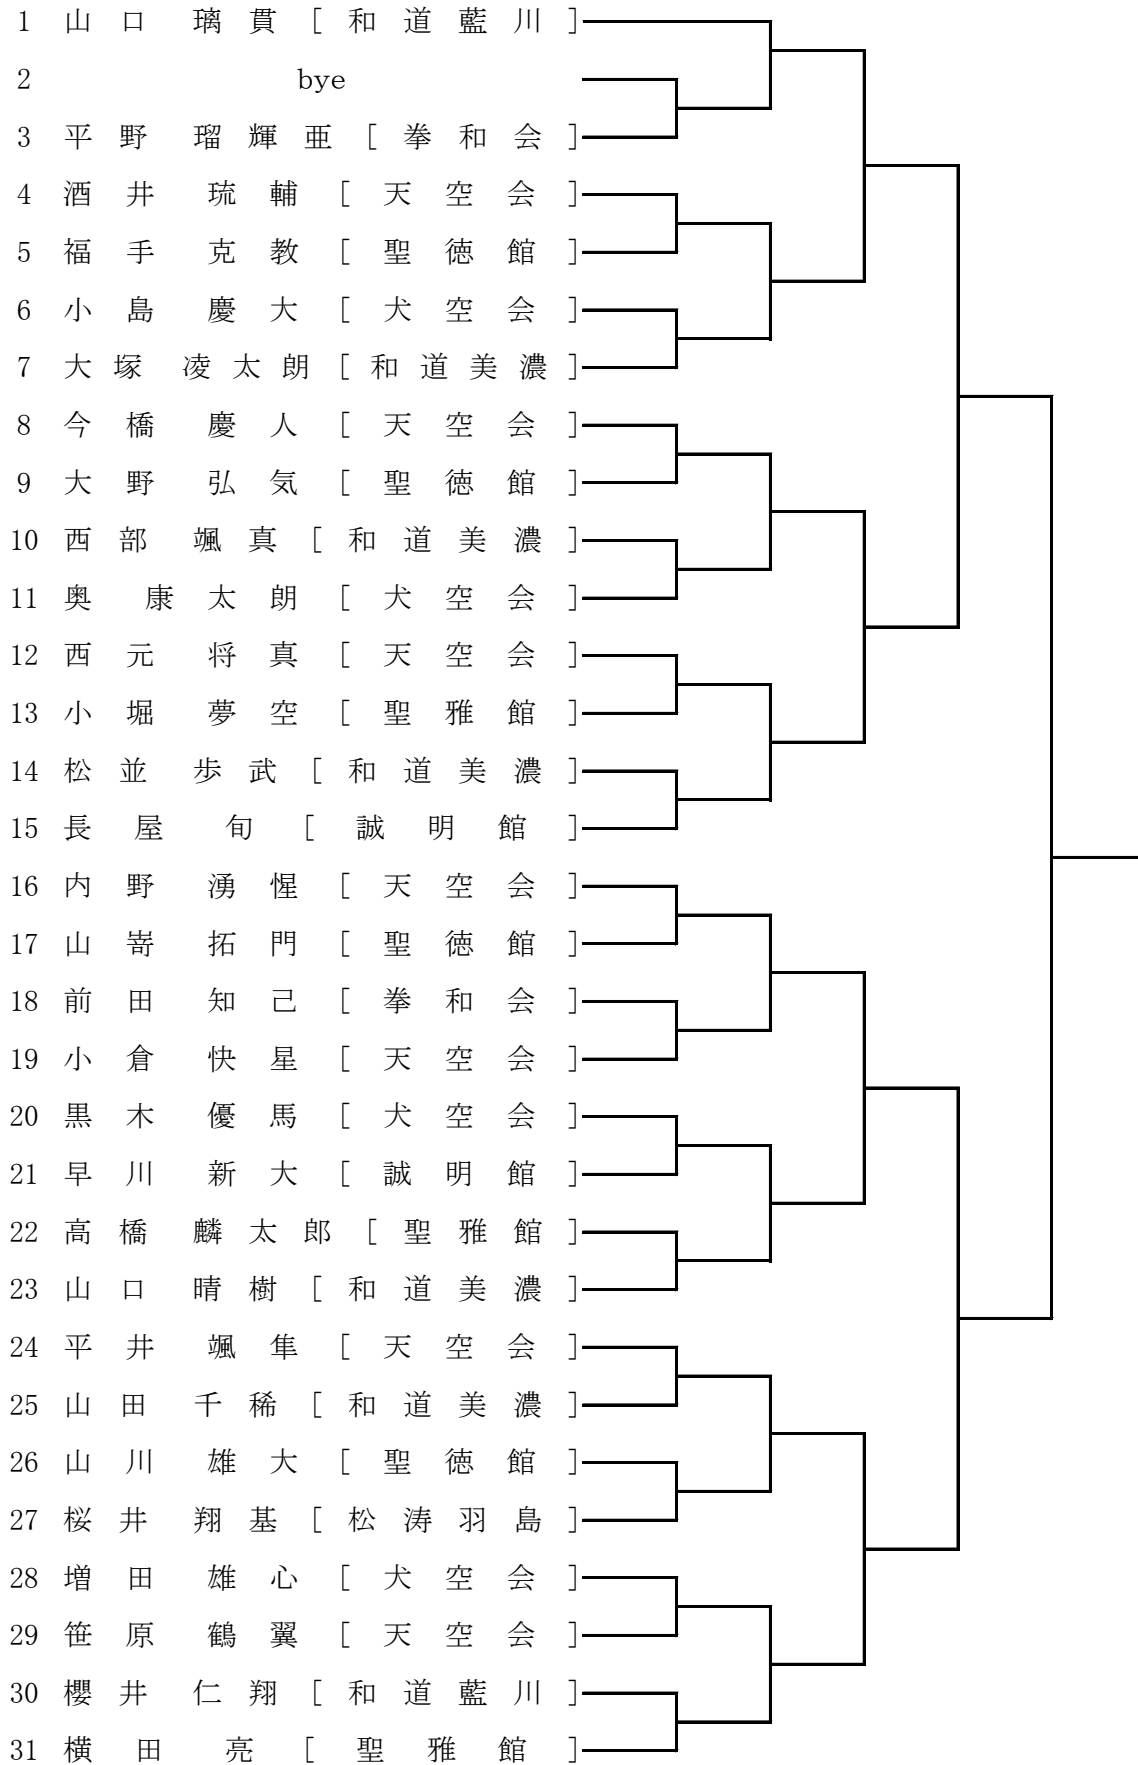 1 山口 璃貫 [和道藍川]
2 bye
3 平野 瑠輝亜 [拳和会]
4 酒井 琉輔 [天空会]
5 福手 克教 [聖徳館]
6 小島 慶大 [犬空会]
7 大塚 凌太朗 [和道美濃]
8 今橋 慶人 [天空会]
9 大野 弘気 [聖徳館]
10 西部 颯真 [和道美濃]
11 奥 康太朗 [犬空会]
12 西元 将真 [天空会]
13 小堀 夢空 [聖雅館]
14 松並 歩武 [和道美濃]
15 長屋 旬 [誠明館]
16 内野 湧惺 [天空会]
17 山嵜 拓門 [聖徳館]
18 前田 知己 [拳和会]
19 小倉 快星 [天空会]
20 黒木 優馬 [犬空会]
21 早川 新大 [誠明館]
22 高橋 麟太郎 [聖雅館]
23 山口 晴樹 [和道美濃]
24 平井 颯隼 [天空会]
25 山田 千稀 [和道美濃]
26 山川 雄大 [聖徳館]
27 桜井 翔基 [松涛羽島]
28 増田 雄心 [犬空会]
29 笹原 鶴翼 [天空会]
30 櫻井 仁翔 [和道藍川]
31 横田 亮 [聖雅館]